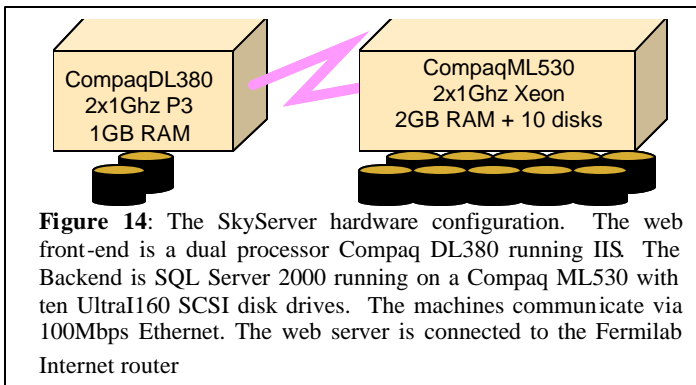 CompaqDL380
2x1Ghz P3
1GB RAM
CompaqML530
2x1Ghz Xeon
2GB RAM + 10 disks
Figure 14: The SkyServer hardware configuration. The web
front-end is a dual processor Compaq DL380 running IIS. The
Backend is SQL Server 2000 running on a Compaq ML530 with
ten UltraI160 SCSI disk drives. The machines communicate via
100Mbps Ethernet. The web server is connected to the Fermilab
Internet router